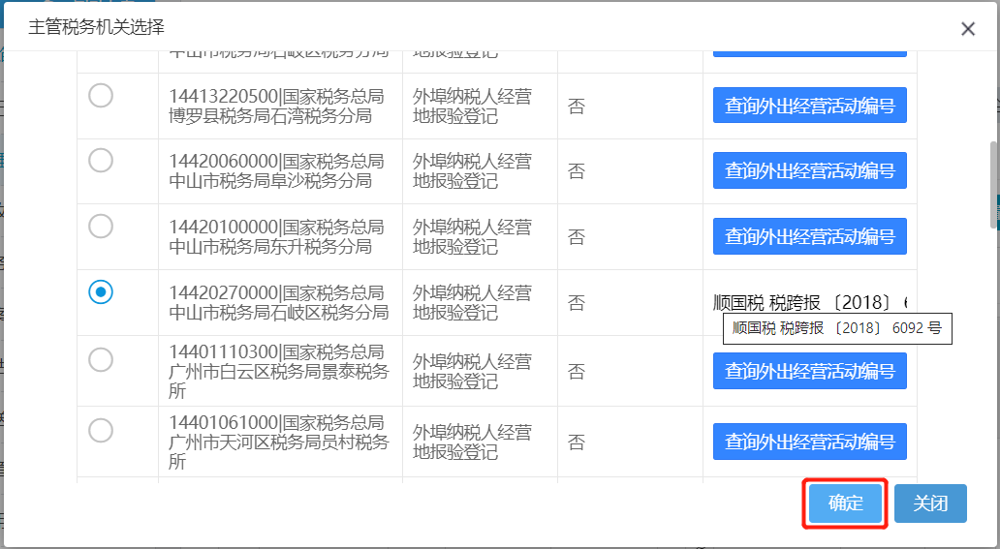 主管税务机关选择
中山市税务局石岐区税务分局
地报验登记
14413220500|国家税务总局
博罗县税务局石湾税务分局
外埠纳税人经营
地报验登记
否
查询外出经营活动编号
14420060000|国家税务总局
中山市税务局阜沙税务分局
外埠纳税人经营
地报验登记
否
查询外出经营活动编号
14420100000|国家税务总局
中山市税务局东升税务分局
外埠纳税人经营
地报验登记
否
查询外出经营活动编号
14420270000|国家税务总局
中山市税务局石岐区税务分局
外埠纳税人经营
地报验登记
否
顺国税 税跨报 〔2018〕 6
顺国税 税跨报 〔2018〕 6092 号
14401110300|国家税务总局
广州市白云区税务局景泰税务
所
外埠纳税人经营
地报验登记
否
查询外出经营活动编号
14401061000|国家税务总局
广州市天河区税务局员村税务
所
外埠纳税人经营
地报验登记
否
查询外出经营活动编号
确定
关闭